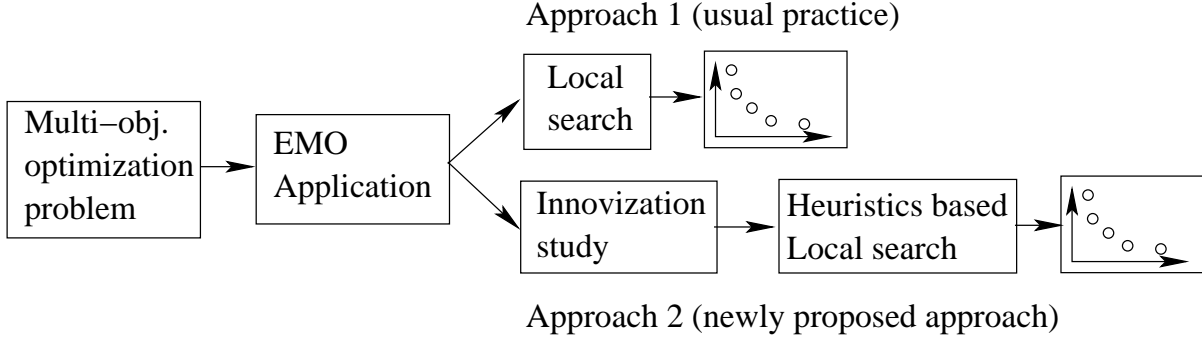 Approach 1 (usual practice)
Multi−obj.
optimization
problem
EMO
Application
Local
search
Innovization
study
Heuristics based
Local search
Approach 2 (newly proposed approach)